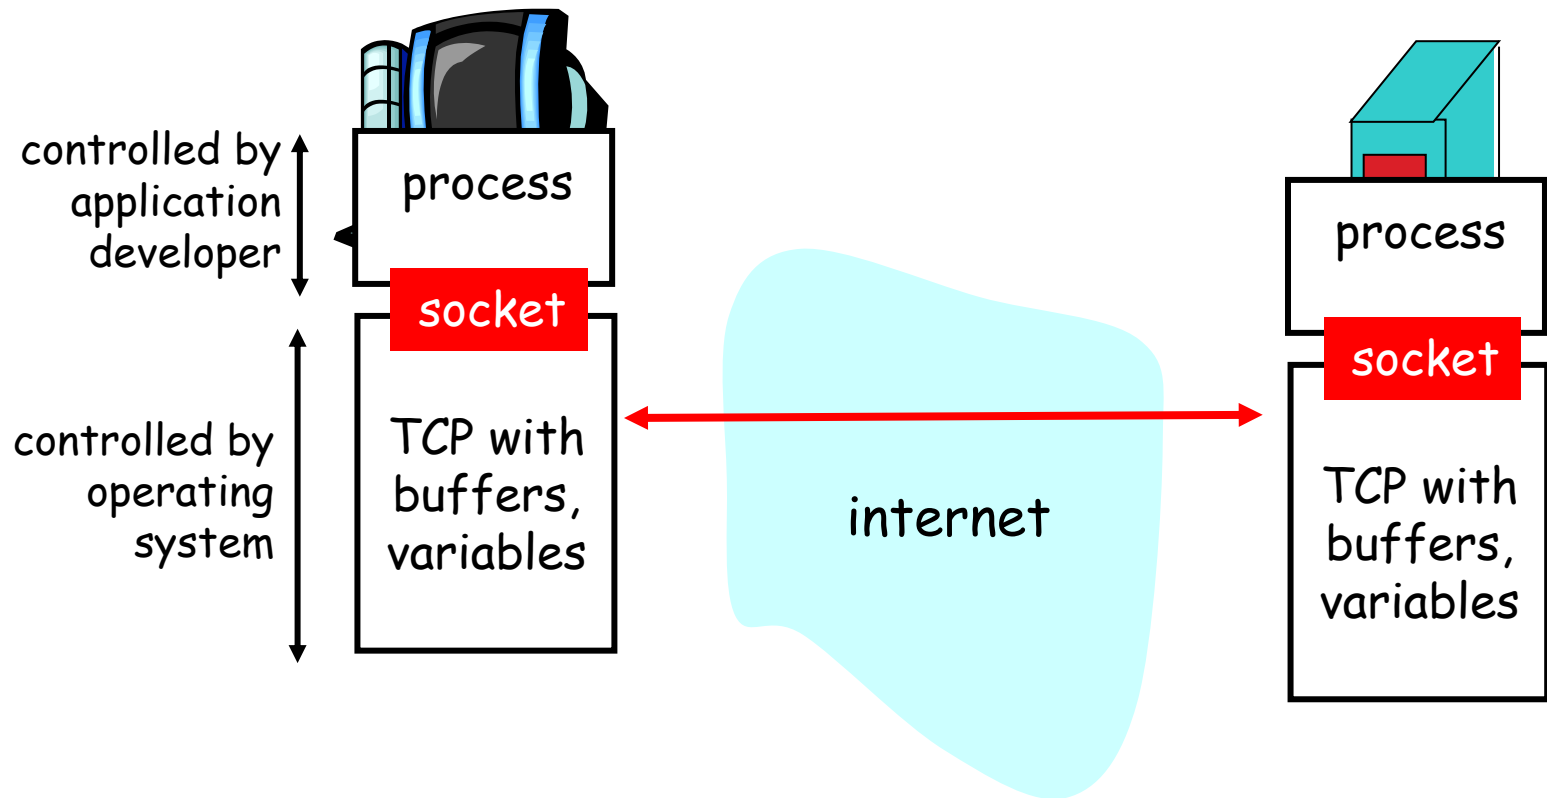 controlled by
application
developer
process
socket
controlled by
operating
system
TCP with
buffers,
variables
internet
process
socket
TCP with
buffers,
variables